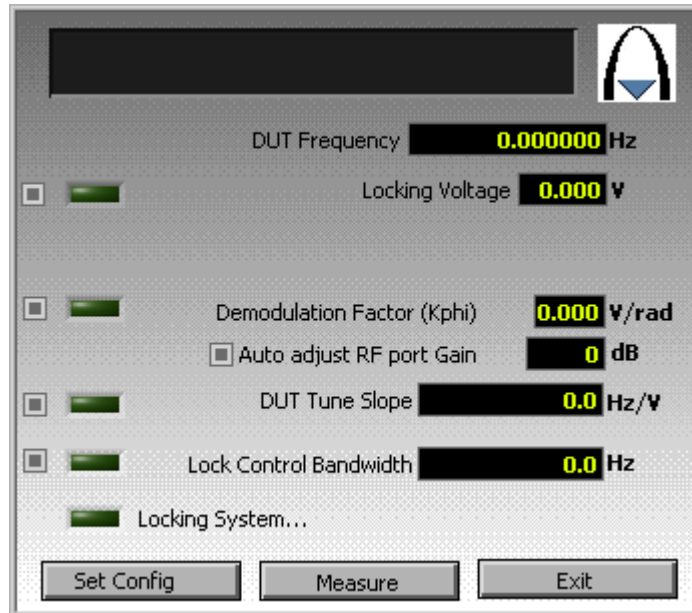 DUT Frequency 0.000000 Hz
Locking Voltage 0.000 V
Demodulation Factor (Kphi) 0.000 V/rad
Auto adjust RF port Gain 0 dB
DUT Tune Slope 0.0 Hz/V
Lock Control Bandwidth 0.0 Hz
Locking System...
Set Config Measure Exit